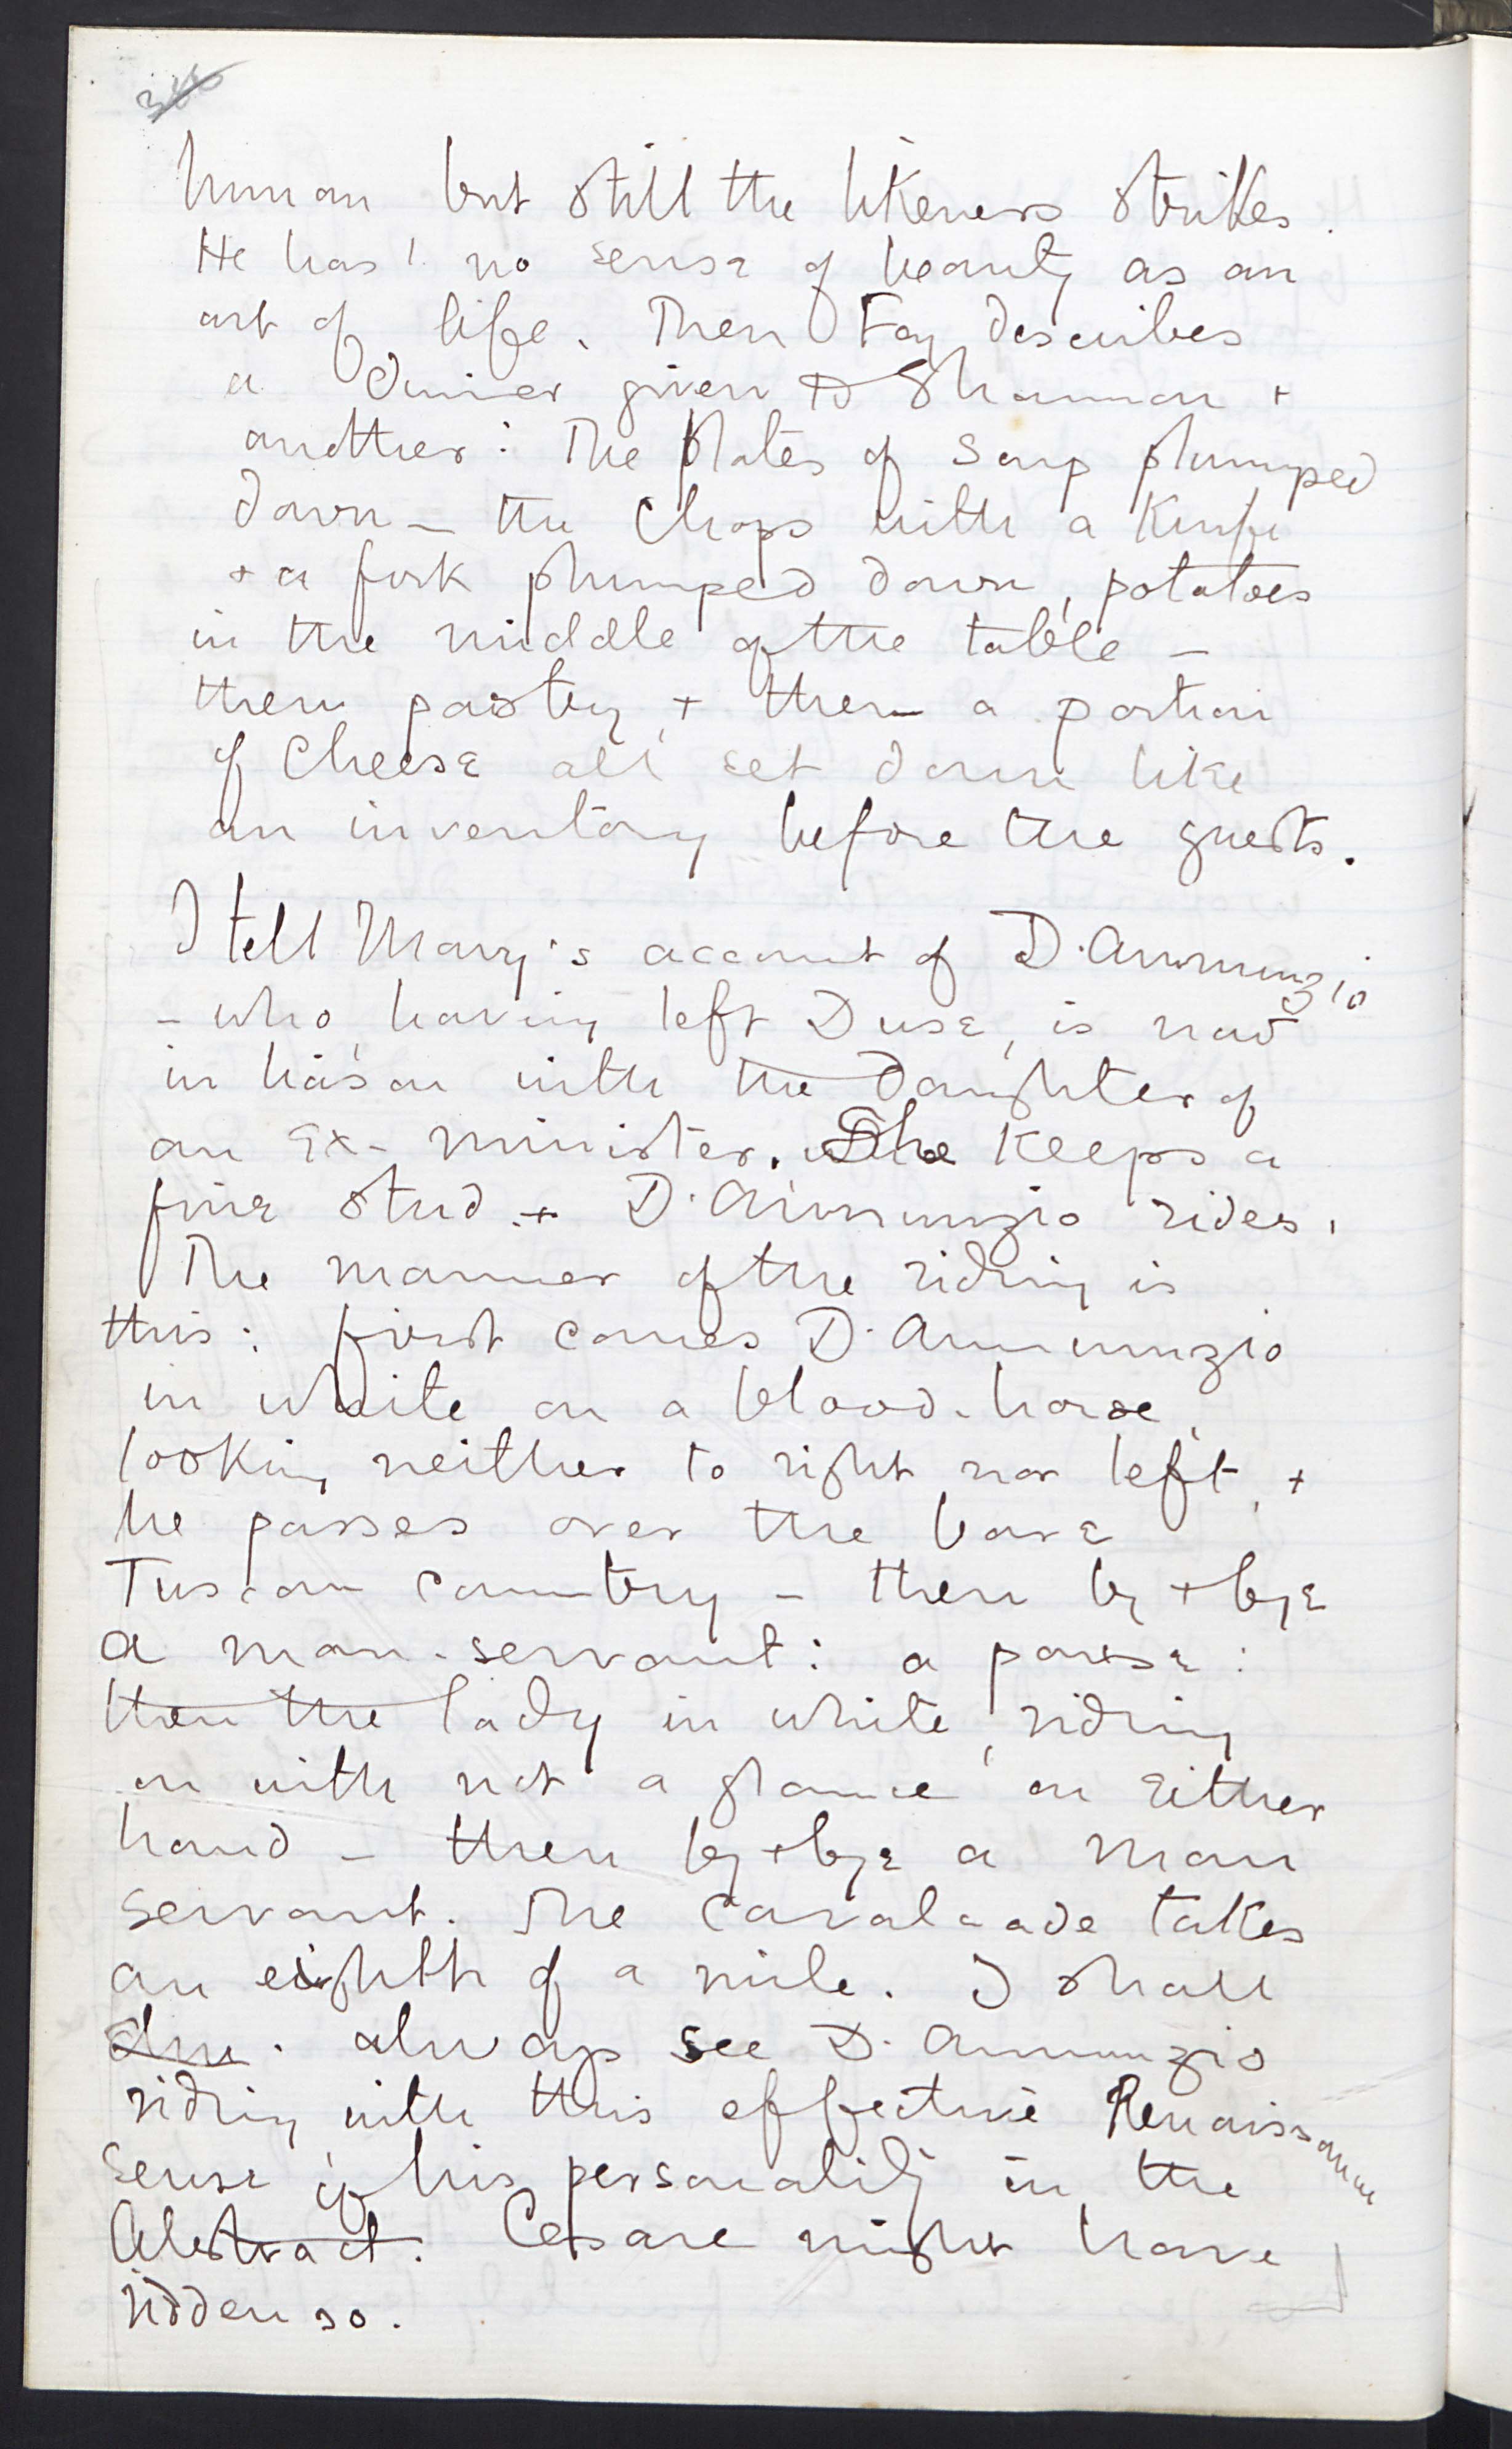 human but still the likeness strikes.
He has no sense of beauty as an
art of life. Then Fay describes
a dinner given to Shannon +
another: The plates of soup plumped
down – the chops with a knife
+ a fork plumped down, potatoes
in the middle of the table –
then pastry, + then a portion
of cheese all set down like
an inventory before the guests.
I tell Mary's account of D'Annunzio
– who, having left Duse, is now
in liason with the daughter of
an Ex-minister. She keeps a
fine stud + D'Annunzio rides.
The manner of the riding is
this: first comes D'Annunzio
in white on a blood-horse,
looking neither to right nor left, +
he passes over the bare
Tuscan country – then by + bye
a man-servant: a pause:
then the lady in white, riding
on with not a glance on either
hand – then by + bye a man
servant. The cavalcade takes
an eighth of a mile. I shall
always see D'Annunzio
riding with this effective Renaissance
sense of his personality in the
Abstract. Cesare might have
ridden so.